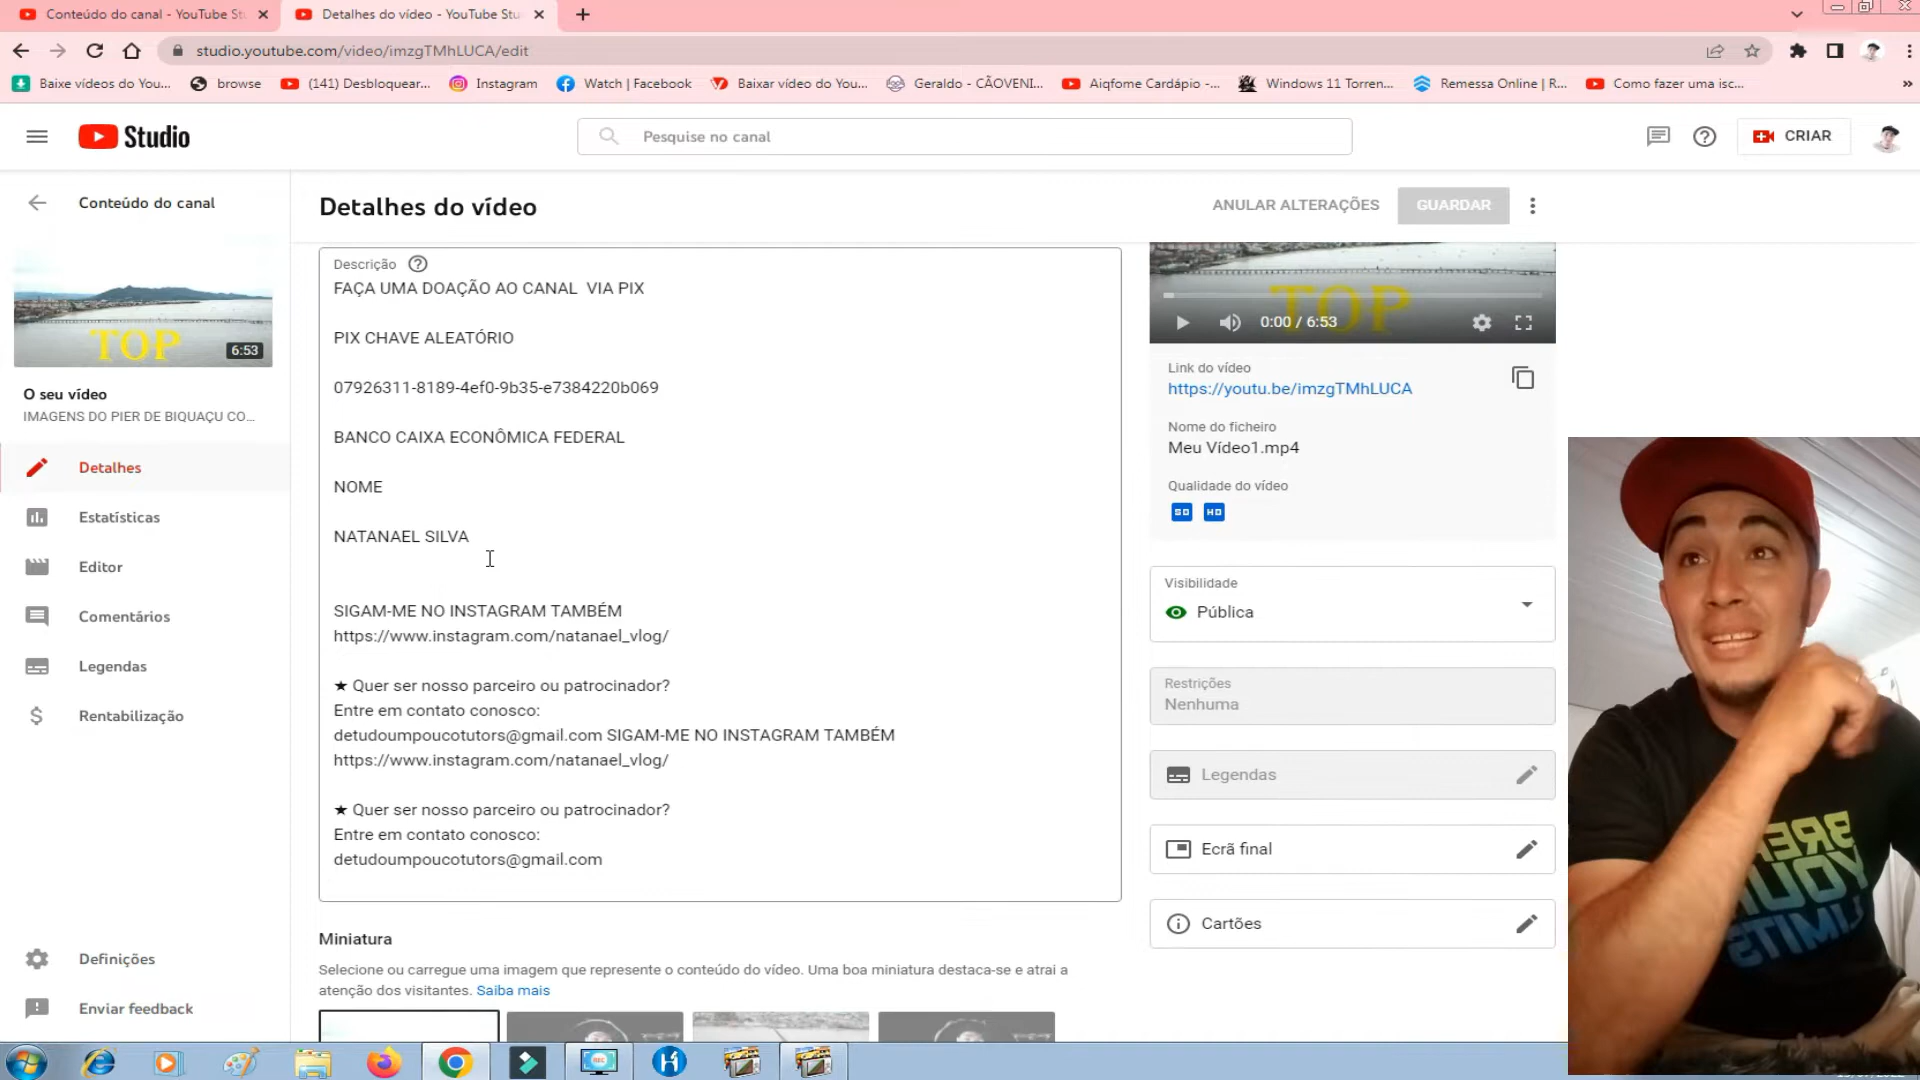 Conteúdo do canal - YouTube St
Detalhes do vídeo - YouTube Stu
studio.youtube.com/video/imzgTMhLUCA/edit
Baixe vídeos do You...
browse
(141) Desbloquear...
Instagram
Watch | Facebook
Baixar vídeo do You...
Geraldo - CÃOVENI...
Aiqfome Cardápio -...
Windows 11 Torren...
Remessa Online | R...
Como fazer uma isc...
»
Studio
Pesquise no canal
CRIAR
Conteúdo do canal
Detalhes do vídeo
ANULAR ALTERAÇÕES
GUARDAR
TOP
6:53
O seu vídeo
IMAGENS DO PIER DE BIQUAÇU CO...
Detalhes
Estatísticas
Editor
Comentários
Legendas
Rentabilização
Definições
Enviar feedback
Descrição
FAÇA UMA DOAÇÃO AO CANAL  VIA PIX
PIX CHAVE ALEATÓRIO
07926311-8189-4ef0-9b35-e7384220b069
BANCO CAIXA ECONÔMICA FEDERAL
NOME
NATANAEL SILVA
SIGAM-ME NO INSTAGRAM TAMBÉM
https://www.instagram.com/natanael_vlog/
★ Quer ser nosso parceiro ou patrocinador?
Entre em contato conosco:
detudoumpoucotutors@gmail.com SIGAM-ME NO INSTAGRAM TAMBÉM
https://www.instagram.com/natanael_vlog/
★ Quer ser nosso parceiro ou patrocinador?
Entre em contato conosco:
detudoumpoucotutors@gmail.com
Miniatura
Selecione ou carregue uma imagem que represente o conteúdo do vídeo. Uma boa miniatura destaca-se e atrai a
atenção dos visitantes. Saiba mais
TOP
0:00 / 6:53
Link do vídeo
https://youtu.be/imzgTMhLUCA
Nome do ficheiro
Meu Vídeo1.mp4
Qualidade do vídeo
SD HD
Visibilidade
Pública
Restrições
Nenhuma
Legendas
Ecrã final
Cartões
YOUR
LIMITS
REC